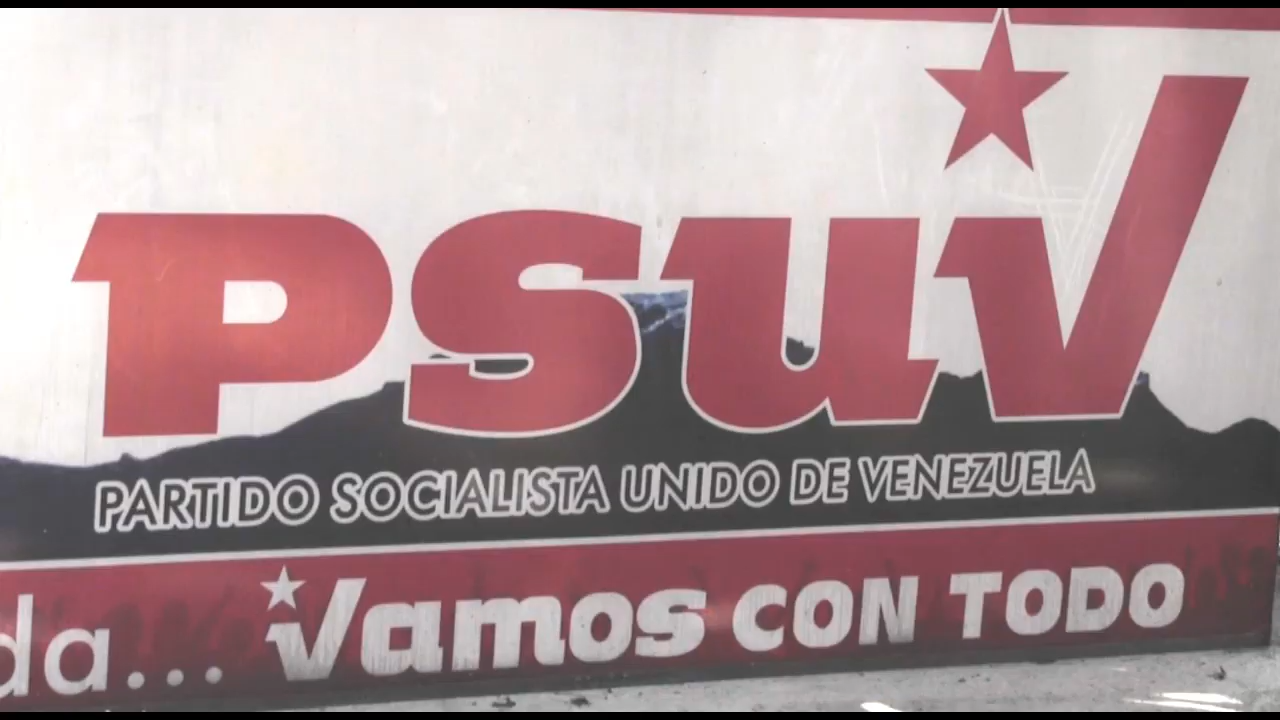 PSUV
PARTIDO SOCIALISTA UNIDO DE VENEZUELA
da... Vamos CON TODO